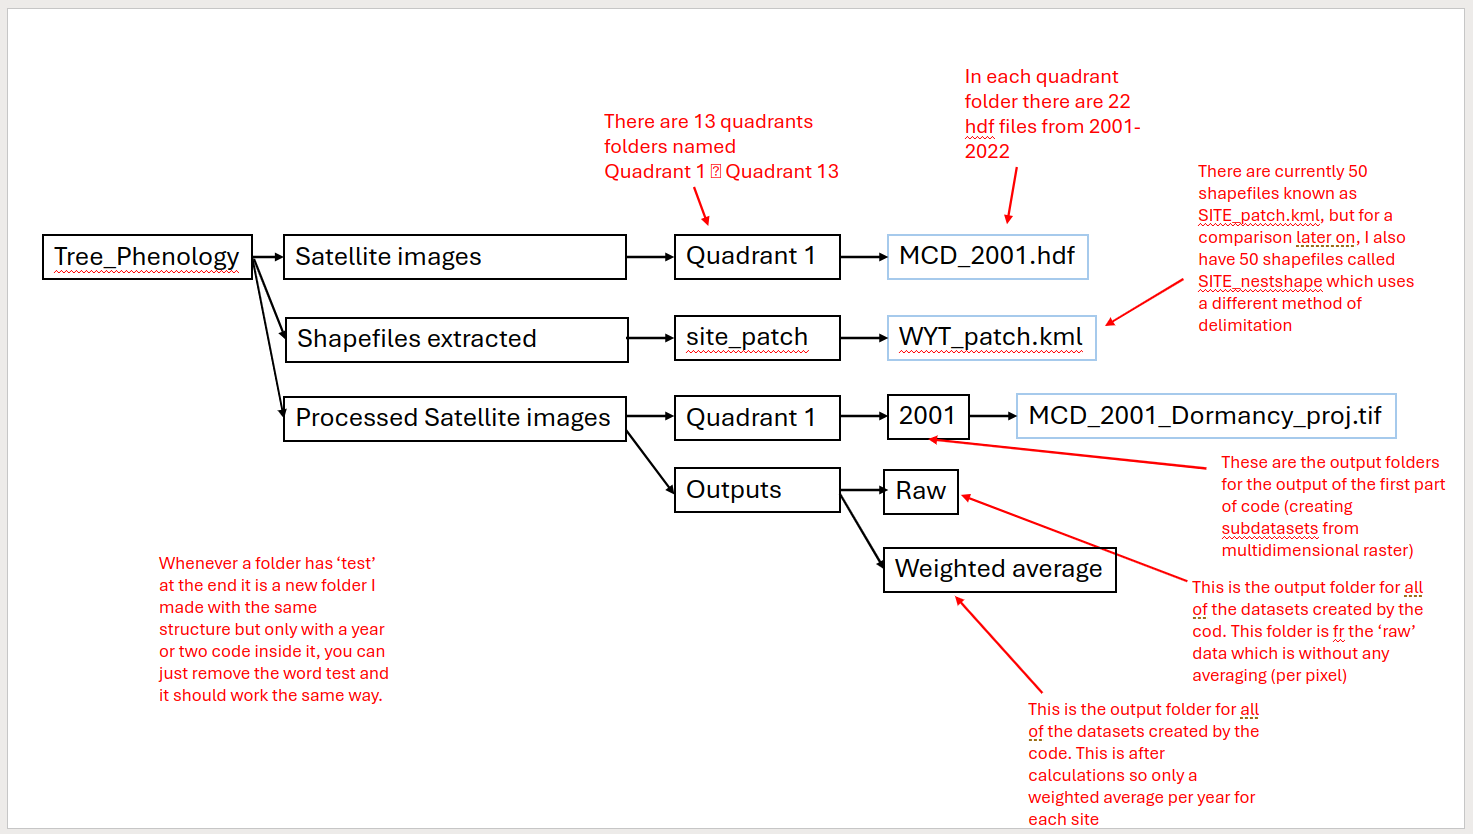 In each quadrant
folder there are 22
hdf files from 2001-
2022
There are 13 quadrants
folders named
Quadrant 1 ⍰ Quadrant 13
There are currently 50
shapefiles known as
SITE_patch.kml, but for a
comparison later on, I also
have 50 shapefiles called
SITE_nestshape which uses
a different method of
delimitation
Tree_Phenology
Satellite images
Quadrant 1
MCD_2001.hdf
Shapefiles extracted
site_patch
WYT_patch.kml
Processed Satellite images
Quadrant 1
2001
MCD_2001_Dormancy_proj.tif
Outputs
Raw
Weighted average
These are the output folders
for the output of the first part
of code (creating
subdatasets from
multidimensional raster)
Whenever a folder has ‘test’
at the end it is a new folder I
made with the same
structure but only with a year
or two code inside it, you can
just remove the word test and
it should work the same way.
This is the output folder for all
of the datasets created by the
cod. This folder is fr the ‘raw’
data which is without any
averaging (per pixel)
This is the output folder for all
of the datasets created by the
code. This is after
calculations so only a
weighted average per year for
each site